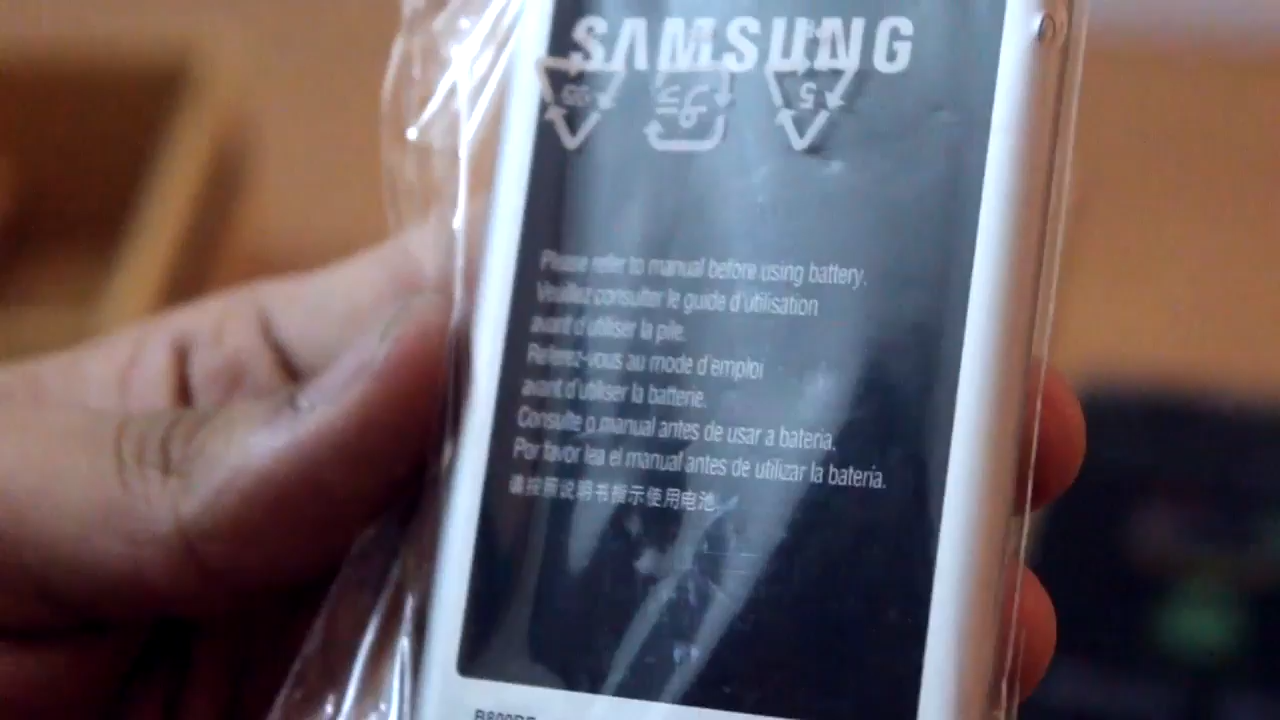 SAMSUNG
Please refer to manual before using battery.
Veuillez consulter le guide d'utilisation
avant d'utiliser la pile.
Referez-vous au mode d'emploi
avant d'utiliser la batterie.
Consulte o manual antes de usar a bateria.
Por favor lea el manual antes de utilizar la bateria.
请按照说明书指示使用电池.